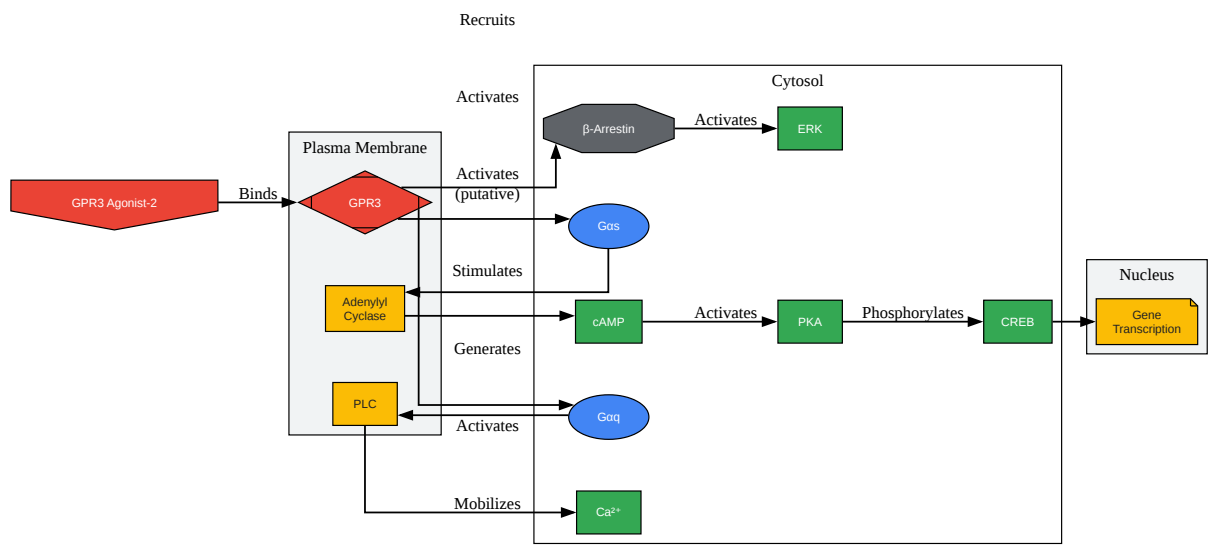 Recruits
Cytosol
Activates
β-Arrestin
Activates
ERK
Plasma Membrane
Activates
(putative)
GPR3 Agonist-2
Binds
GPR3
Gαs
Stimulates
Nucleus
Adenylyl
Cyclase
cAMP
Activates
PKA
Phosphorylates
CREB
Gene
Transcription
Generates
PLC
Gαq
Activates
Mobilizes
Ca²⁺